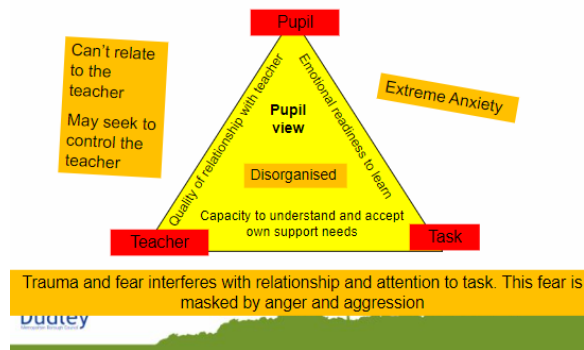 Pupil
Can't relate
to the
teacher
May seek to
control the
teacher
Quality of relationship with teacher
Emotional readiness to learn
Extreme Anxiety
Pupil
view
Disorganised
Capacity to understand and accept
own support needs
Teacher
Task
Trauma and fear interferes with relationship and attention to task. This fear is
masked by anger and aggression
Dudley